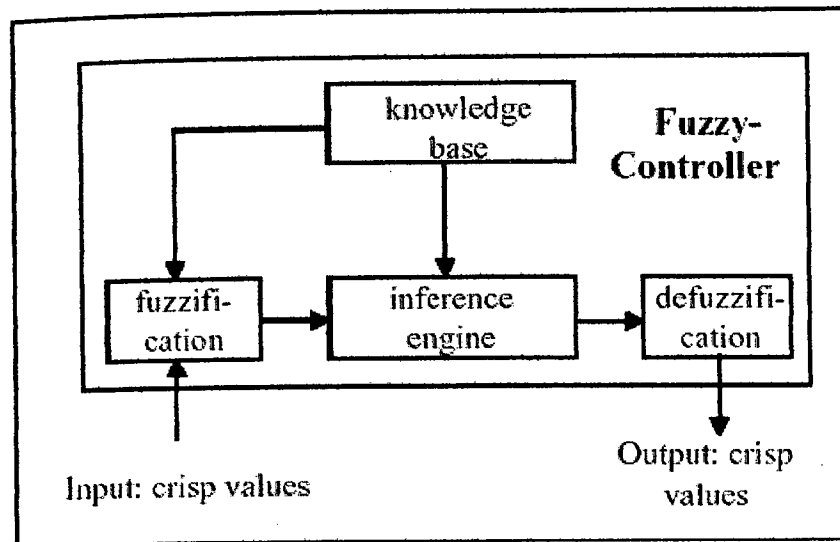 knowledge
base
Fuzzy-
Controller
fuzzifi-
cation
inference
engine
defuzzifi-
cation
Input: crisp values
Output: crisp
values